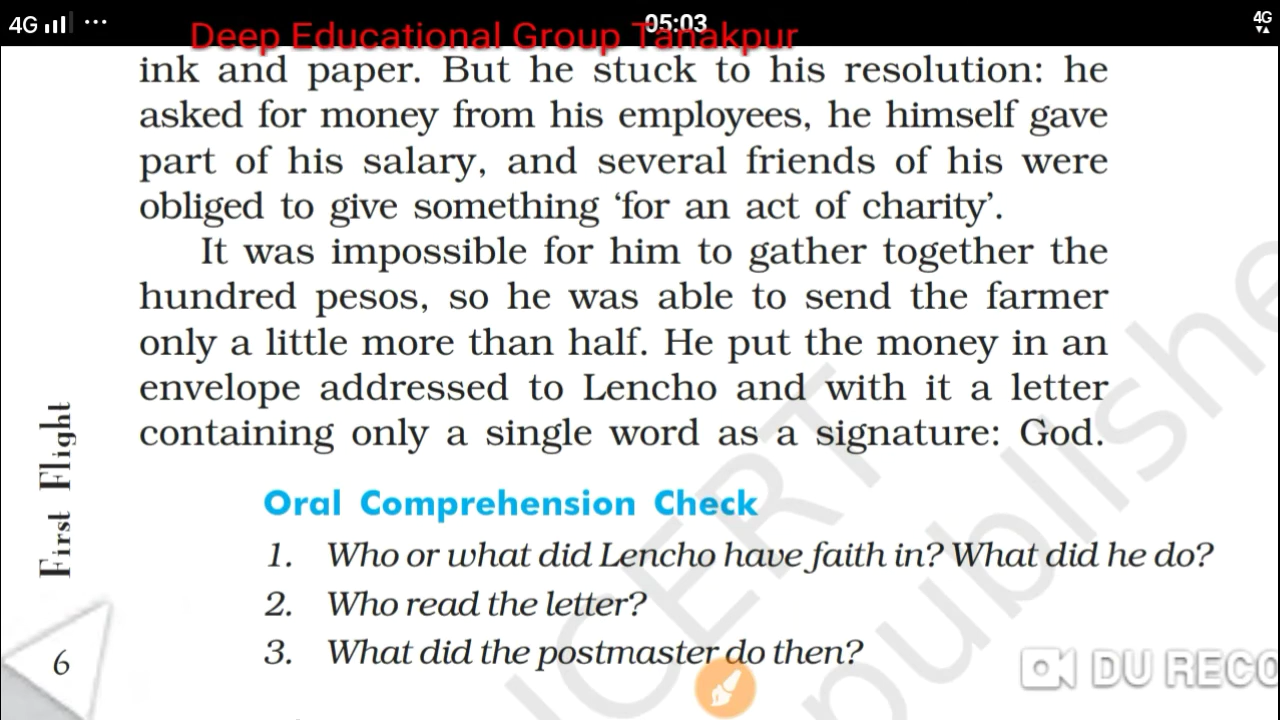 4G
05:03
4G
Deep Educational Group Tanakpur
ink and paper. But he stuck to his resolution: he
asked for money from his employees, he himself gave
part of his salary, and several friends of his were
obliged to give something ‘for an act of charity’.
It was impossible for him to gather together the
hundred pesos, so he was able to send the farmer
only a little more than half. He put the money in an
envelope addressed to Lencho and with it a letter
containing only a single word as a signature: God.
Oral Comprehension Check
1. Who or what did Lencho have faith in? What did he do?
2. Who read the letter?
3. What did the postmaster do then?
First Flight
6
NCERT
publishe
DU RECO